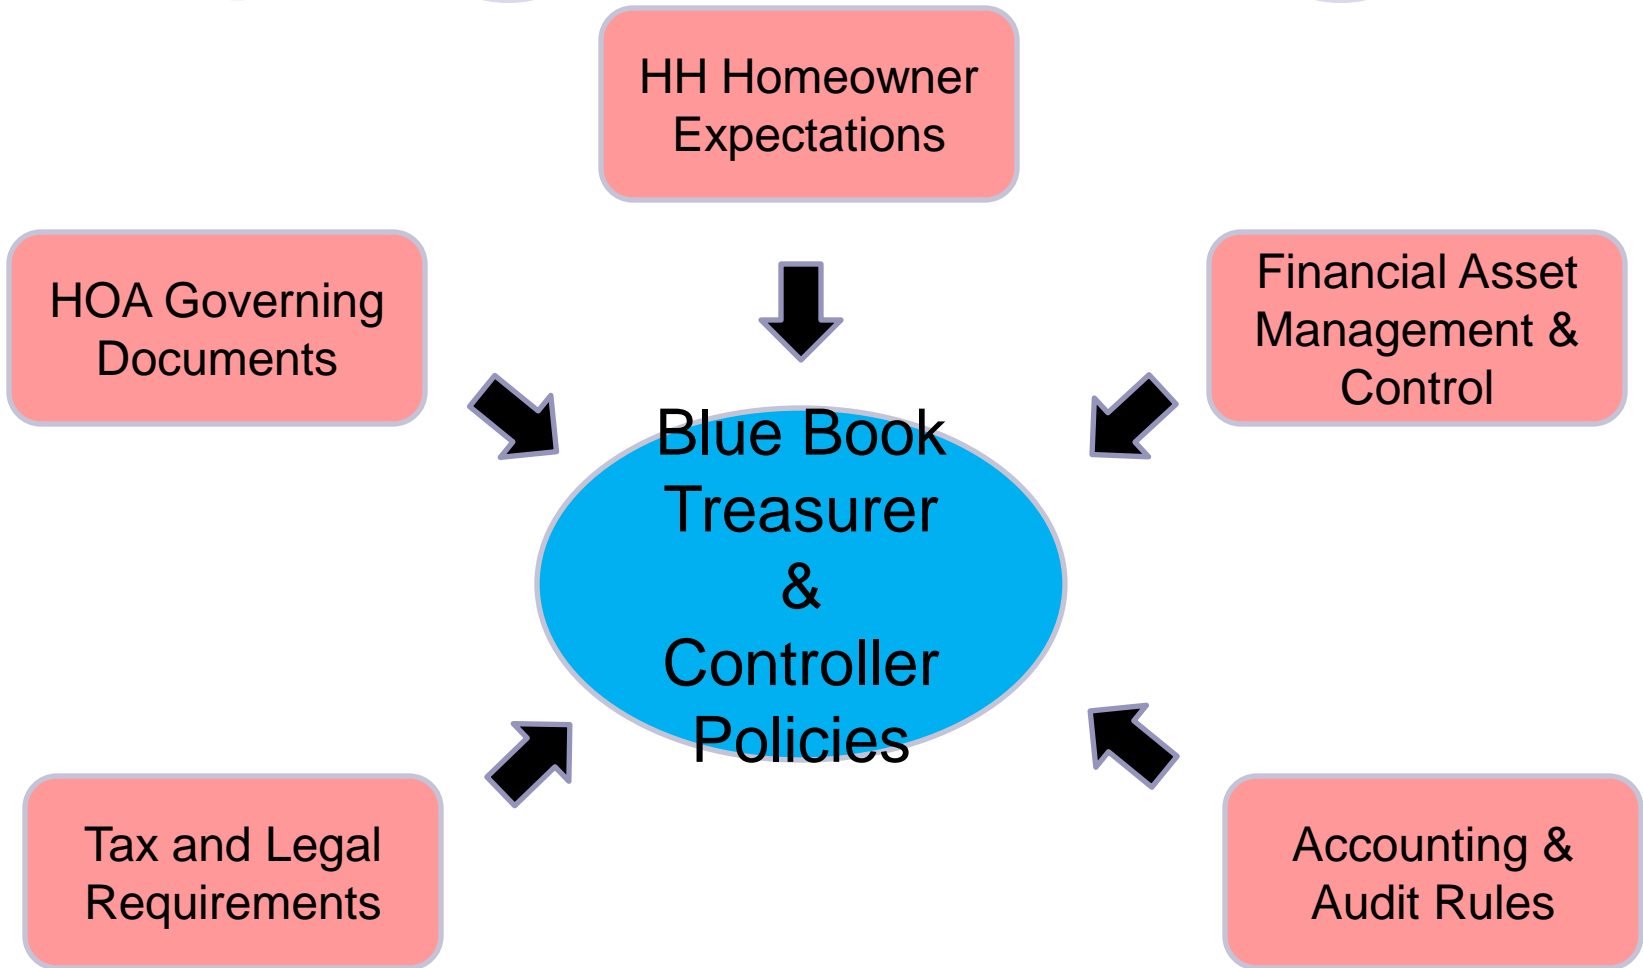 HH Homeowner
Expectations
HOA Governing
Documents
Financial Asset
Management &
Control
Blue Book
Treasurer
&
Controller
Policies
Tax and Legal
Requirements
Accounting &
Audit Rules